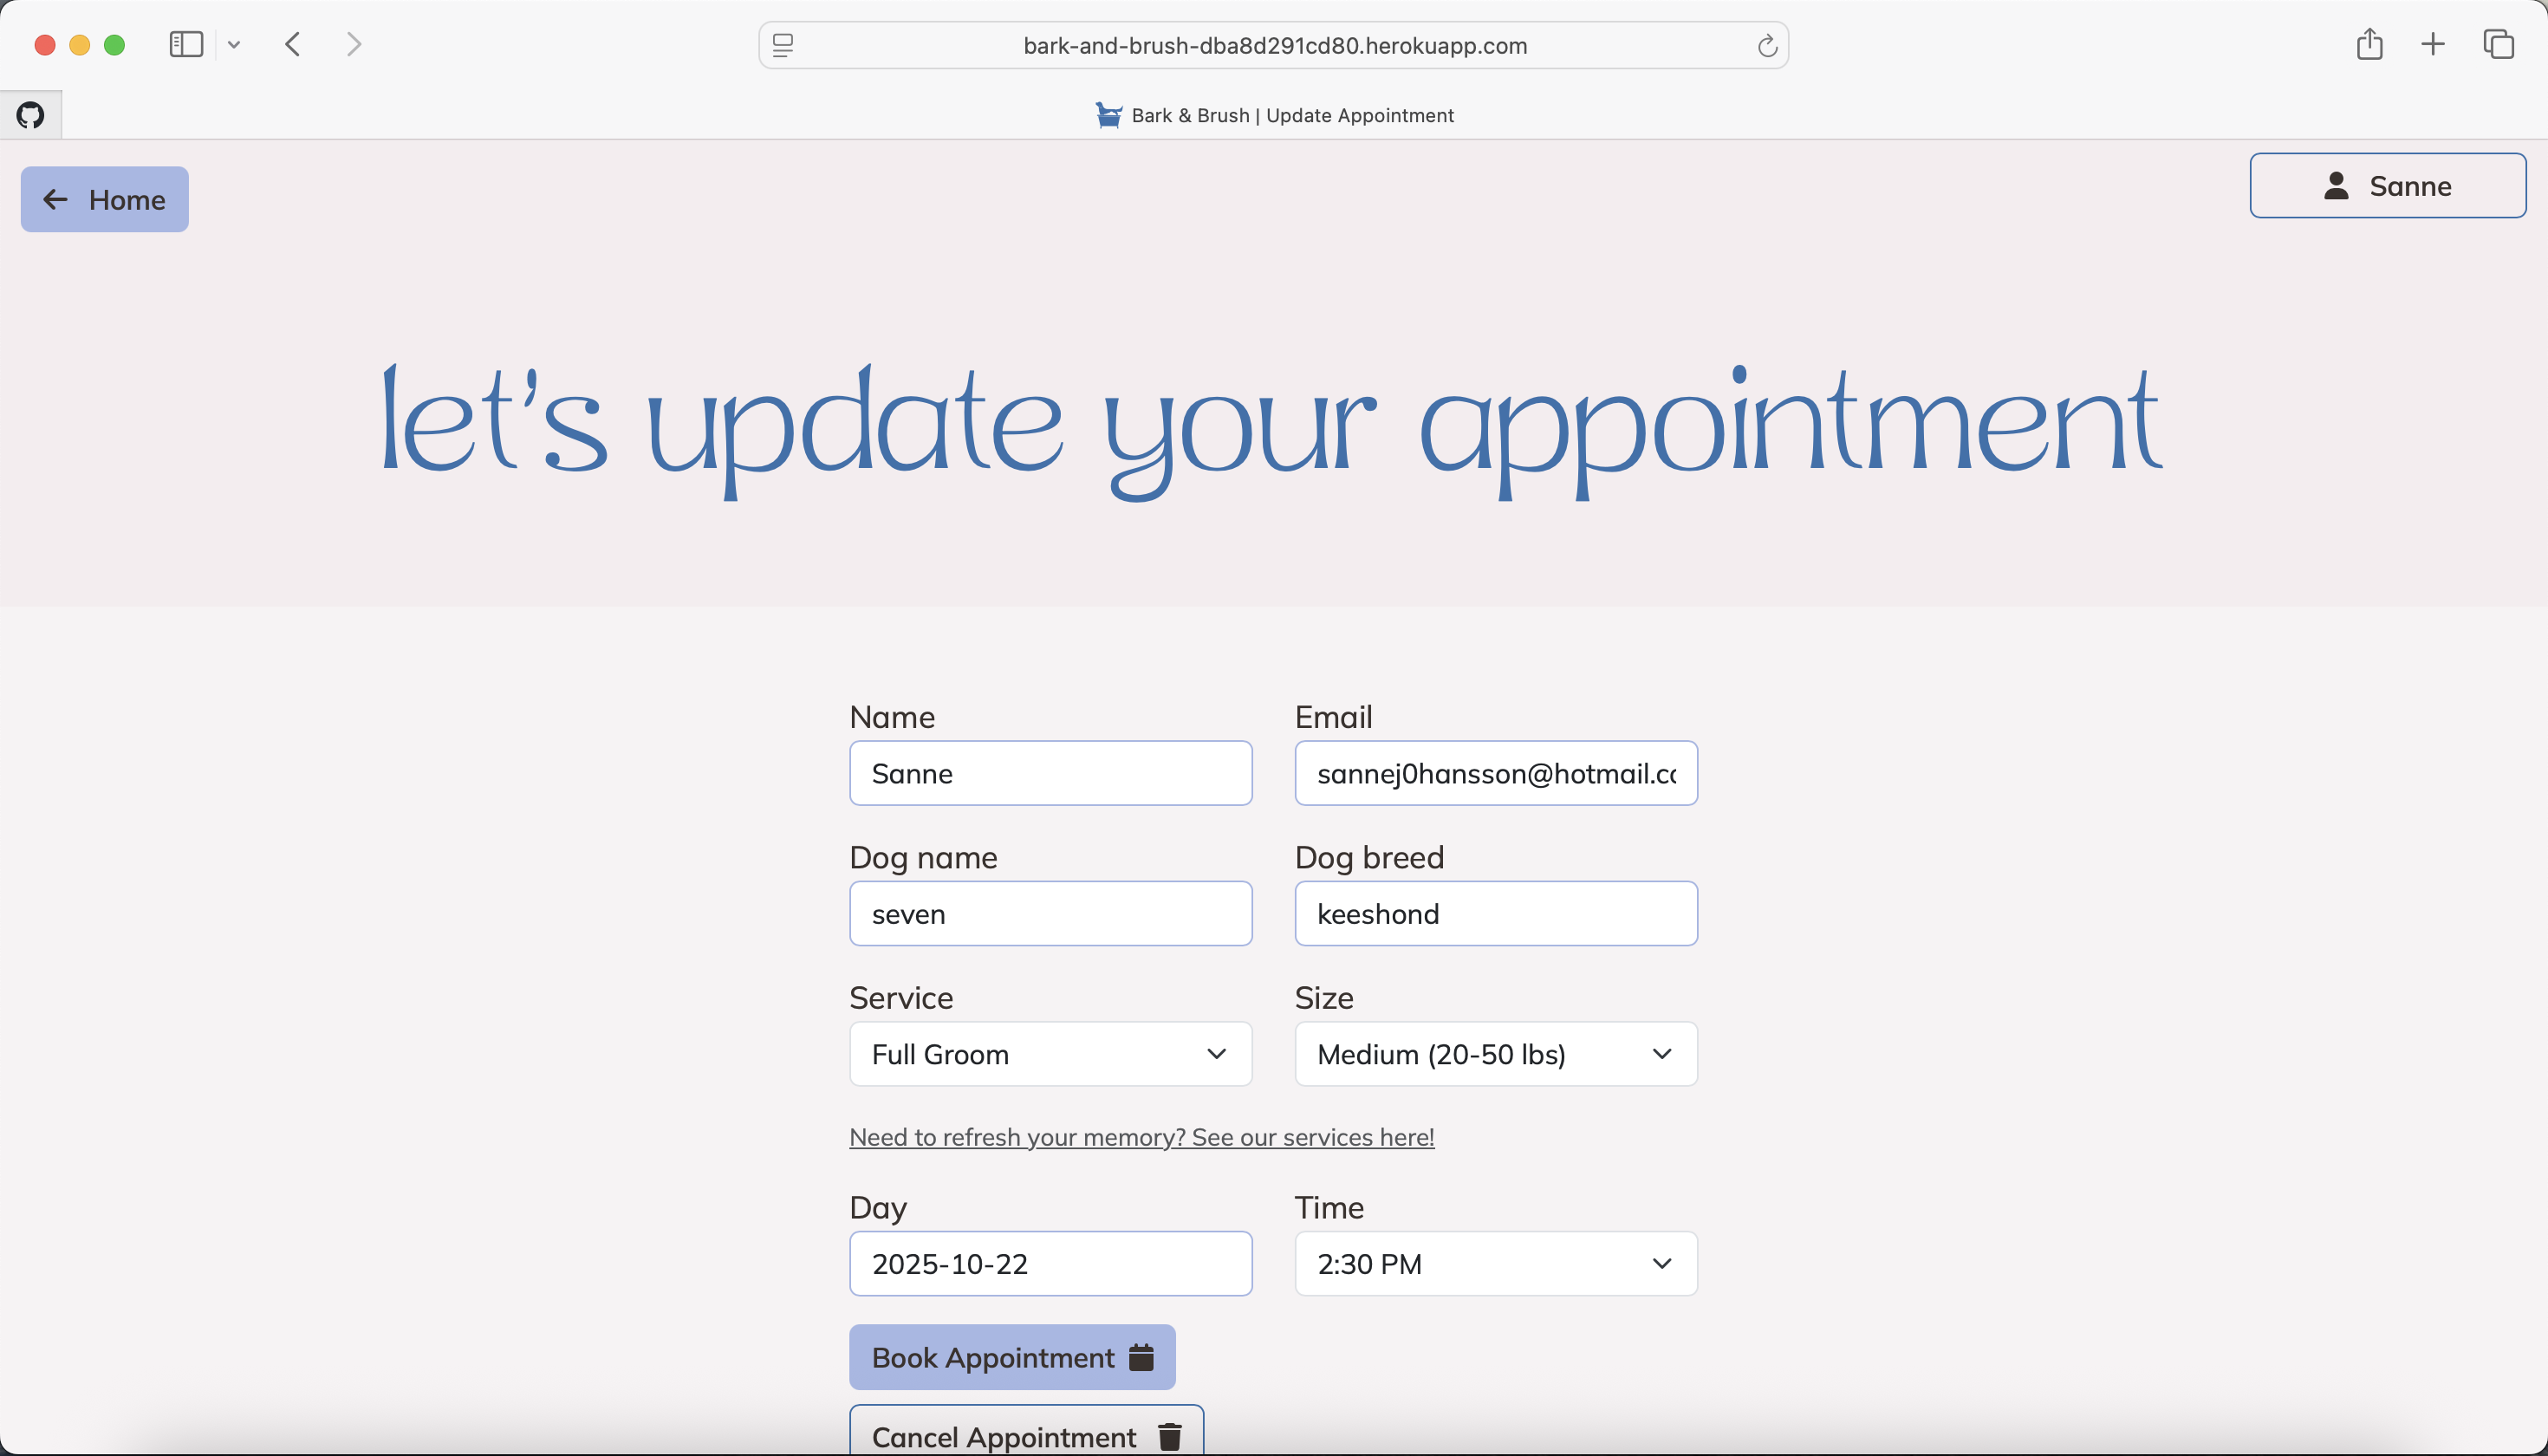 bark-and-brush-dba8d291cd80.herokuapp.com
Bark & Brush | Update Appointment
Home
Sanne
let's update your appointment
Name
Email
Sanne
sannej0hansson@hotmail.c
Dog name
Dog breed
seven
keeshond
Service
Size
Full Groom
Medium (20-50 lbs)
Need to refresh your memory? See our services here!
Day
Time
2025-10-22
2:30 PM
Book Appointment
Cancel Appointment